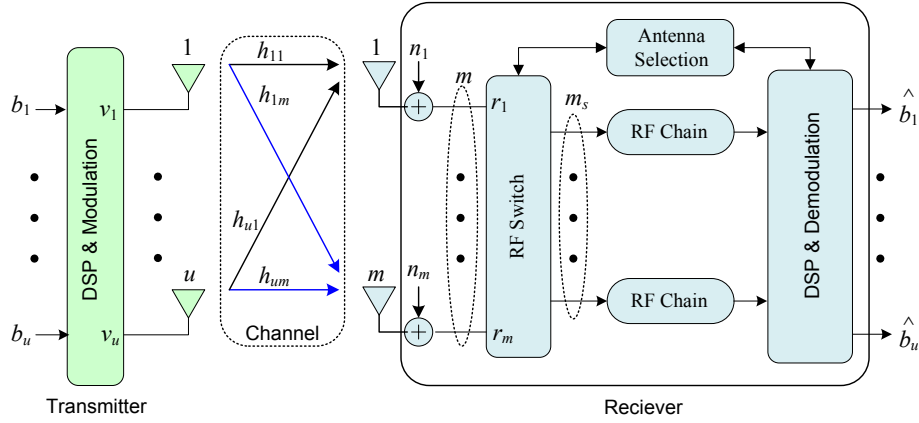 b₁
DSP & Modulation
v₁
1
h₁₁
h₁ₘ
hᵤ₁
hᵤₘ
Channel
bᵤ
vᵤ
u
Transmitter
1
n₁
m
r₁
RF Switch
mₛ
Antenna
Selection
RF Chain
DSP & Demodulation
b̂₁
m
nₘ
rₘ
RF Chain
b̂ᵤ
Reciever